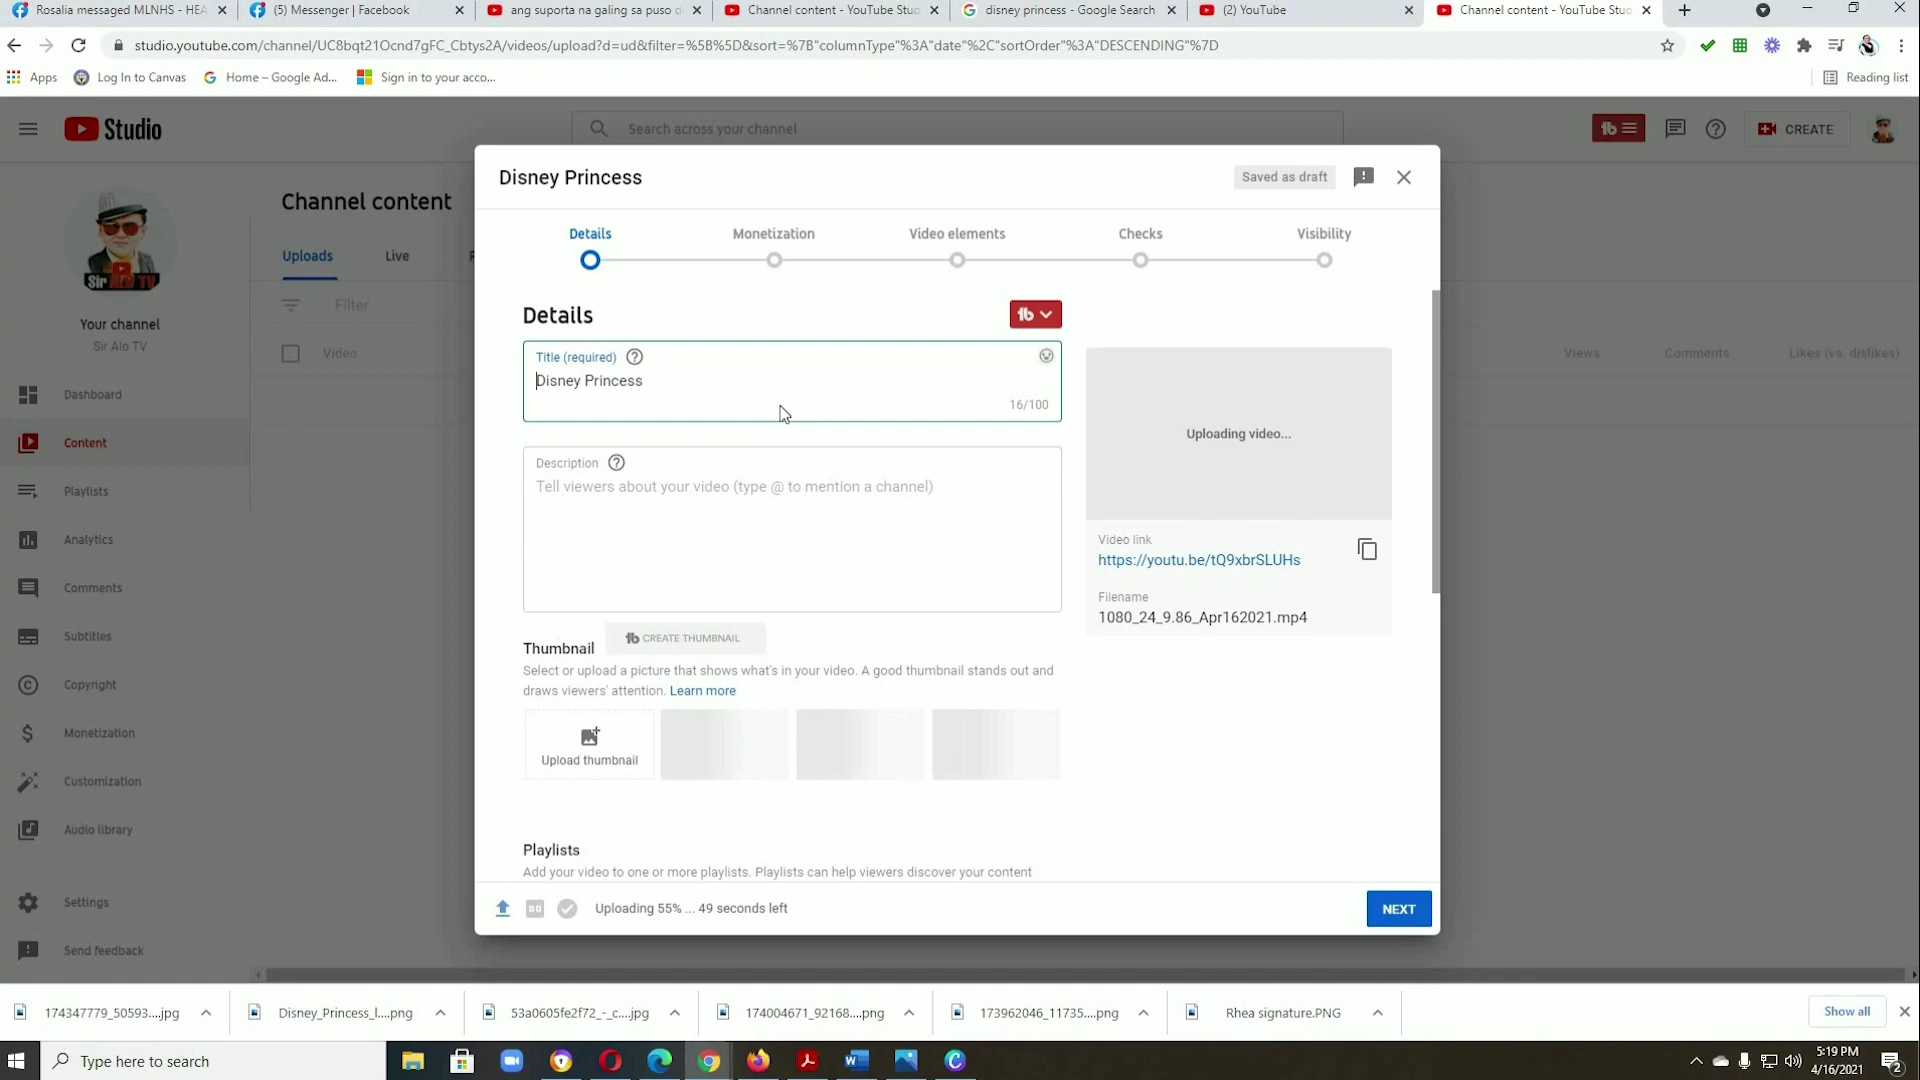 Rosalia messaged MLNHS - HEA
(5) Messenger | Facebook
ang suporta na galing sa puso d
Channel content - YouTube Stud
disney princess - Google Search
(2) YouTube
Channel content - YouTube Stud
studio.youtube.com/channel/UC8bqt21Ocnd7gFC_Cbtys2A/videos/upload?d=ud&filter=%5B%5D&sort=%7B"columnType"%3A"date"%2C"sortOrder"%3A"DESCENDING"%7D
Apps
Log In to Canvas
Home – Google Ad...
Sign in to your acco...
Reading list
Studio
Search across your channel
CREATE
Disney Princess
Saved as draft
Channel content
Details
Monetization
Video elements
Checks
Visibility
Uploads
Live
Sir Alo TV
Filter
Details
Your channel
Sir Alo TV
Video
Title (required)
Disney Princess
16/100
Views
Comments
Likes (vs. dislikes)
Dashboard
Content
Playlists
Analytics
Comments
Subtitles
Copyright
Monetization
Customization
Audio library
Settings
Send feedback
Description
Tell viewers about your video (type @ to mention a channel)
Uploading video...
Video link
https://youtu.be/tQ9xbrSLUHs
Filename
1080_24_9.86_Apr162021.mp4
Thumbnail
CREATE THUMBNAIL
Select or upload a picture that shows what's in your video. A good thumbnail stands out and
draws viewers' attention. Learn more
Upload thumbnail
Playlists
Add your video to one or more playlists. Playlists can help viewers discover your content
Uploading 55% ... 49 seconds left
NEXT
174347779_50593....jpg
Disney_Princess_l....png
53a0605fe2f72_-_c....jpg
174004671_92168....png
173962046_11735....png
Rhea signature.PNG
Show all
Type here to search
5:19 PM
4/16/2021
2